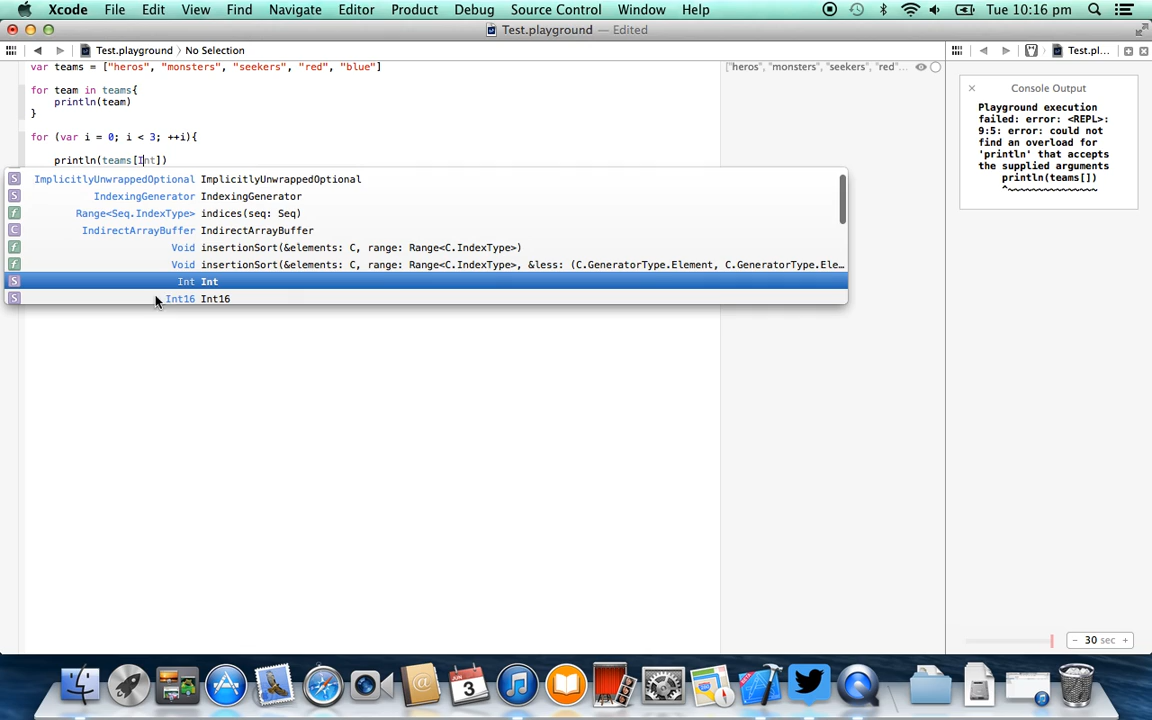 Xcode File Edit View Find Navigate Editor Product Debug Source Control Window Help Tue 10:16 pm
Test.playground — Edited
Test.playground 〉 No Selection
Test.pl...
var teams = ["heros", "monsters", "seekers", "red", "blue"]
["heros", "monsters", "seekers", "red"...
for team in teams{
println(team)
}
for (var i = 0; i < 3; ++i){
println(teams[Int])
ImplicitlyUnwrappedOptional ImplicitlyUnwrappedOptional
IndexingGenerator IndexingGenerator
Range<Seq.IndexType> indices(seq: Seq)
IndirectArrayBuffer IndirectArrayBuffer
Void insertionSort(&elements: C, range: Range<C.IndexType>)
Void insertionSort(&elements: C, range: Range<C.IndexType>, &less: (C.GeneratorType.Element, C.GeneratorType.Ele...
Int Int
Int16 Int16
Console Output
Playground execution
failed: error: <REPL>:
9:5: error: could not
find an overload for
'println' that accepts
the supplied arguments
println(teams[])
^~~~~~~~~~~~~~~~
- 30 sec +
3